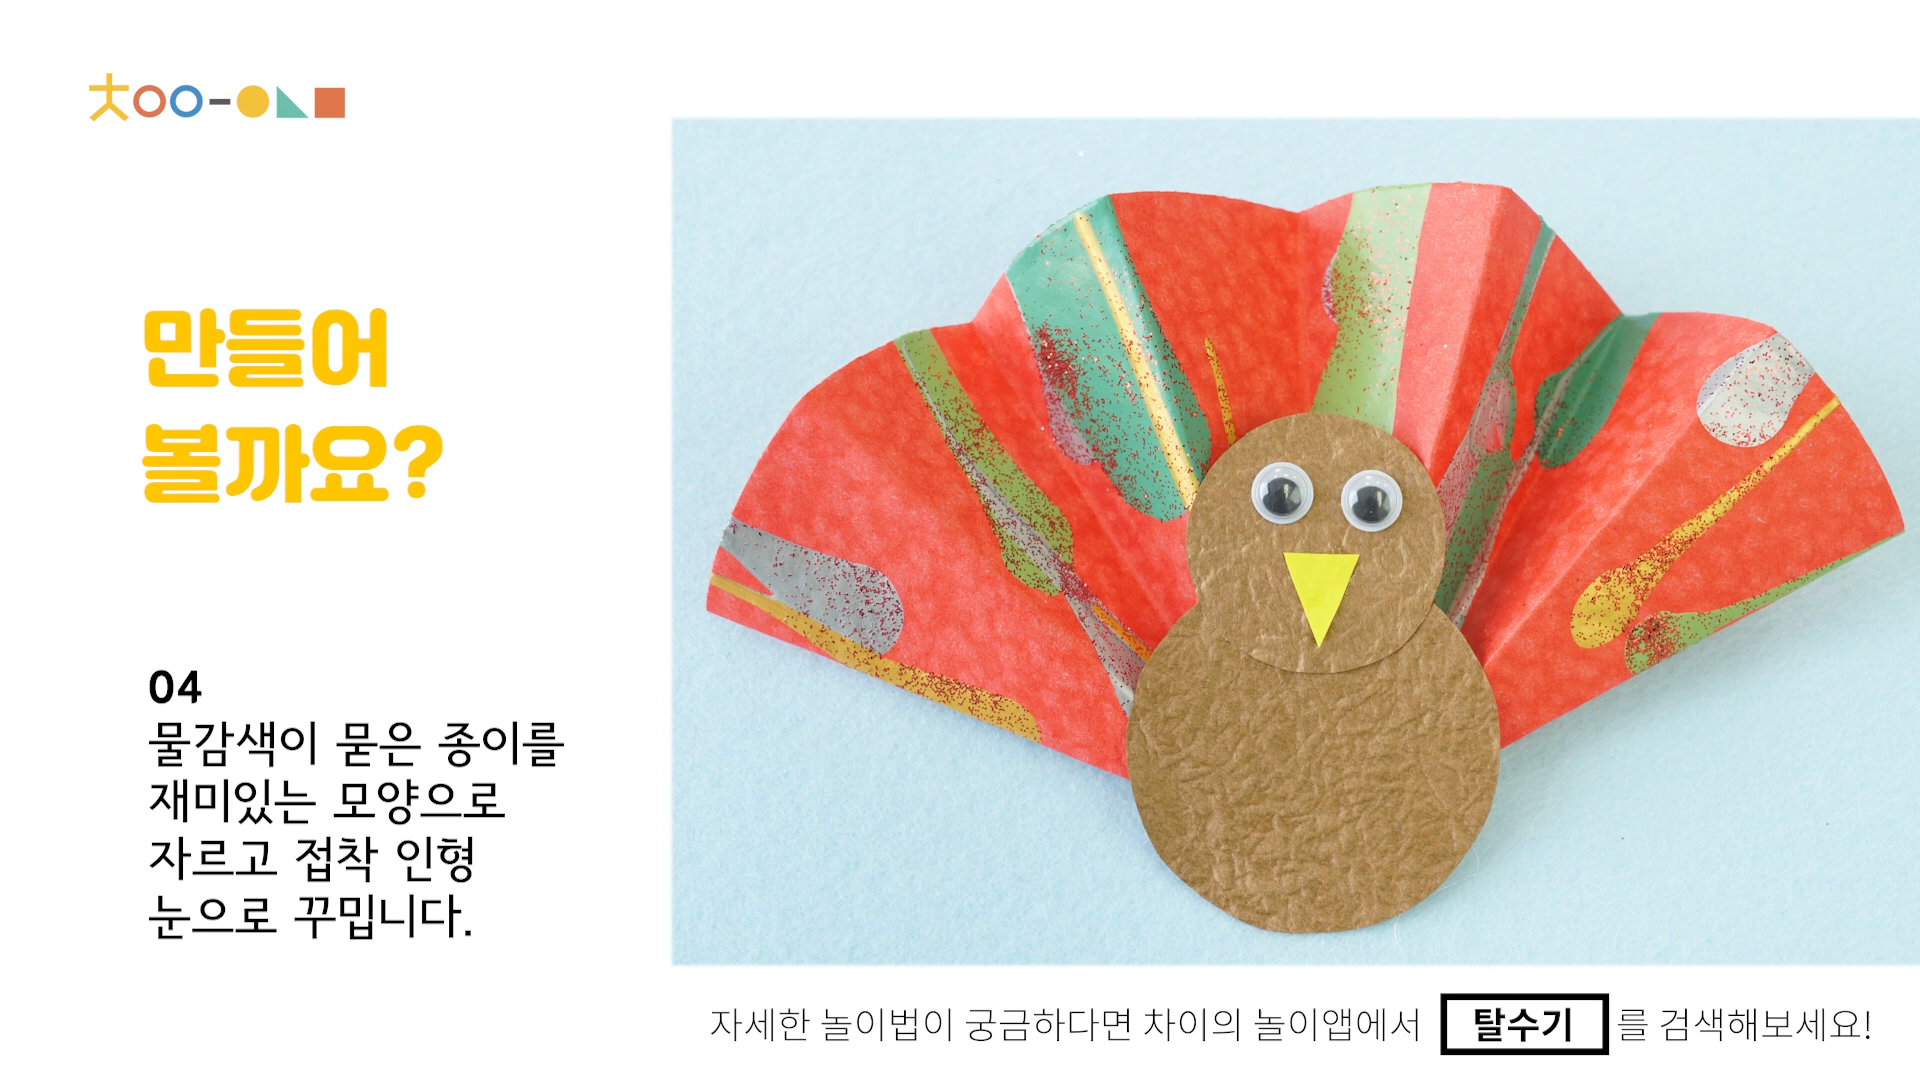 만들어
볼까요?
04
물감색이 묻은 종이를
재미있는 모양으로
자르고 접착 인형
눈으로 꾸밉니다.
자세한 놀이법이 궁금하다면 차이의 놀이앱에서 탈수기 를 검색해보세요!